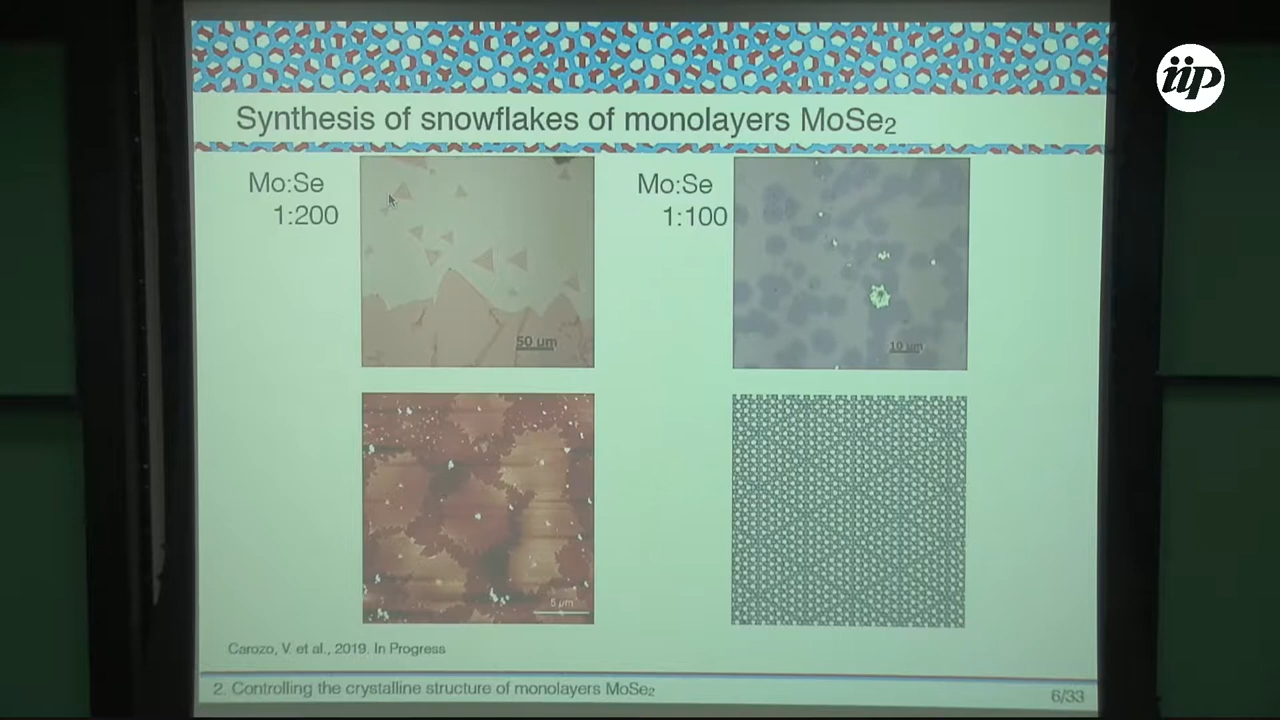 iip
Synthesis of snowflakes of monolayers MoSe₂
Mo:Se
1:200
50 um
Mo:Se
1:100
10 um
5 µm
Carozo, V. et al., 2019. In Progress
2. Controlling the crystalline structure of monolayers MoSe₂
6/33